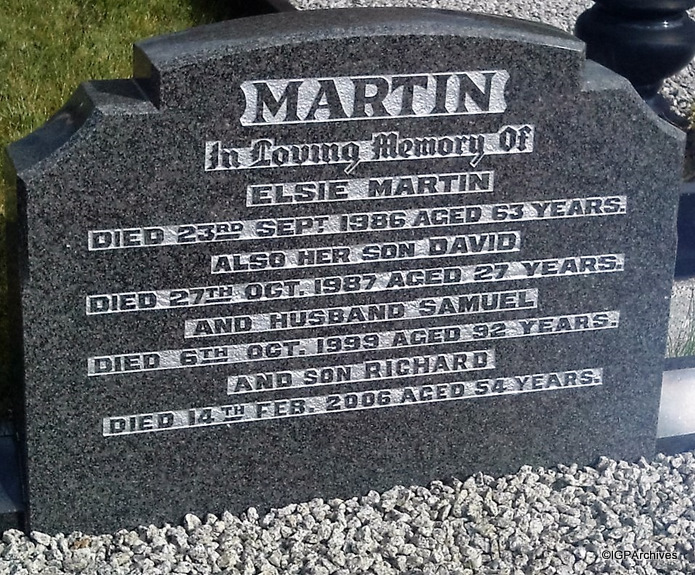 MARTIN
In Loving Memory Of
ELSIE MARTIN
DIED 23RD SEPT 1986 AGED 63 YEARS.
ALSO HER SON DAVID
DIED 27TH OCT. 1987 AGED 27 YEARS.
AND HUSBAND SAMUEL
DIED 6TH OCT. 1999 AGED 92 YEARS.
AND SON RICHARD
DIED 14TH FEB. 2006 AGED 54 YEARS.
©IGPArchives